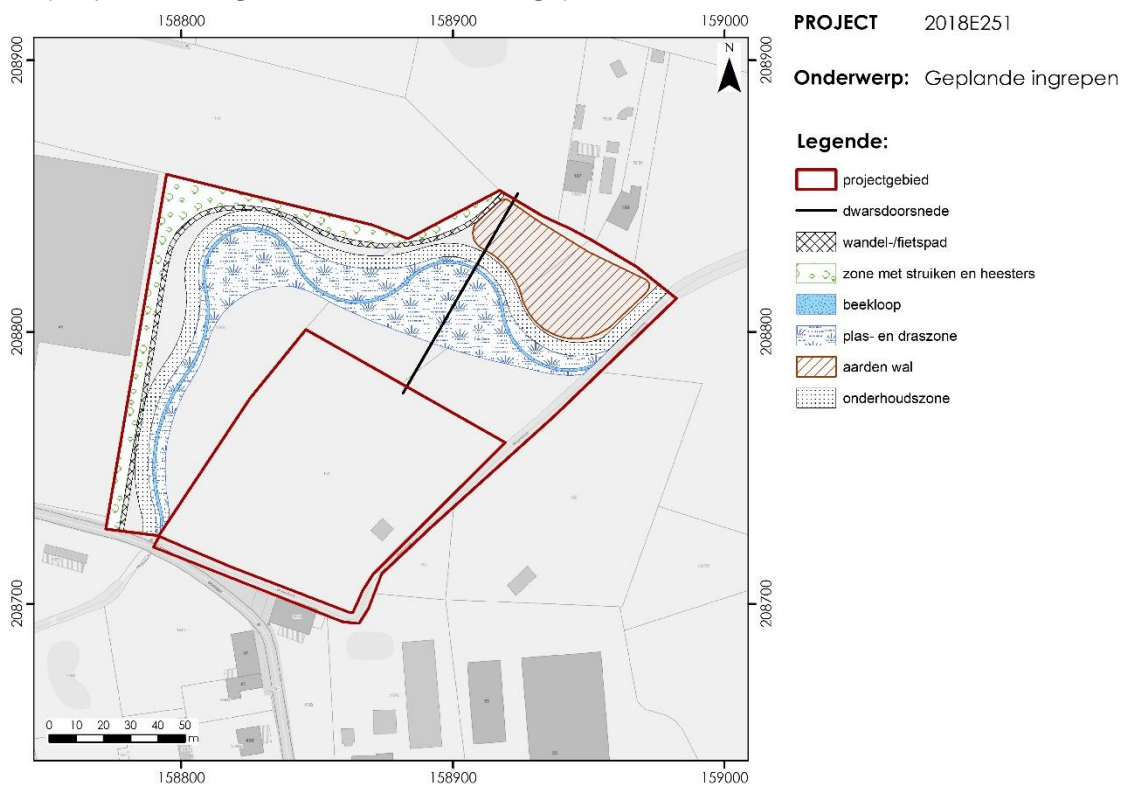 158800 158900 159000
208900 208900
208800 208800
208700 208700
N
0 10 20 30 40 50
m
158800 158900 159000
PROJECT 2018E251
Onderwerp: Geplande ingrepen
Legende:
projectgebied
dwarsdoorsnede
wandel-/fietspad
zone met struiken en heesters
beekloop
plas- en draszone
aarden wal
onderhoudszone